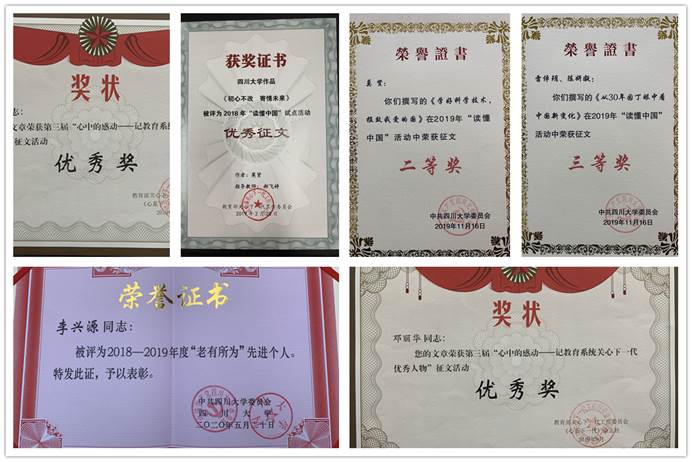 奖状
志:
文章荣获第三届“心中的感动——记教育系统
征文活动
优秀奖
获奖证书
四川大学作品
《初心不改 寄情未来》
被评为2018年“读懂中国”试点活动
优秀征文
作者:莫贸
指导教师:郝飞婷
荣誉證書
你们撰写的《学好科学技术,
报效我爱的国》在2019年“读懂
中国”活动中荣获征文
二等奖
中共四川大学委员会
2019年11月16日
荣誉證書
你们撰写的《从30年园丁眼中看
中国新变化》在2019年“读懂中国”
活动中荣获征文
三等奖
中共四川大学委员会
2019年11月16日
荣誉证书
李兴源同志:
被评为2018—2019年度“老有所为”先进个人。
特发此证,予以表彰。
中共四川大学委员会
四川大学
二〇二〇年五月二十日
奖状
邓丽华同志:
您的文章荣获第三届“心中的感动——记教育系统关心下一代
优秀人物”征文活动
优秀奖